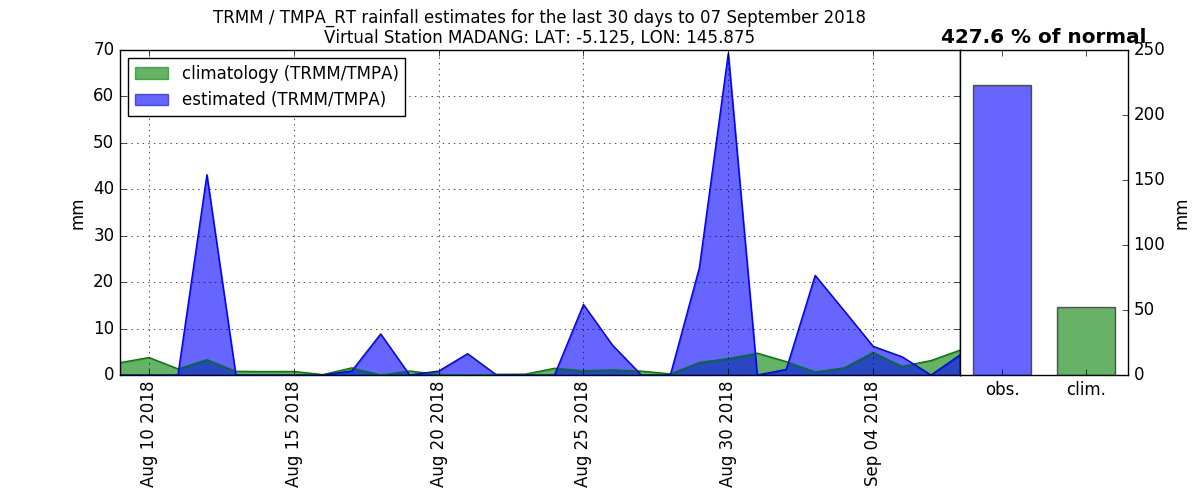 TRMM / TMPA_RT rainfall estimates for the last 30 days to 07 September 2018
Virtual Station MADANG: LAT: -5.125, LON: 145.875
427.6 % of normal
climatology (TRMM/TMPA)
estimated (TRMM/TMPA)
70
60
50
40
30
20
10
0
mm
Aug 10 2018
Aug 15 2018
Aug 20 2018
Aug 25 2018
Aug 30 2018
Sep 04 2018
250
200
150
100
50
0
mm
obs.
clim.